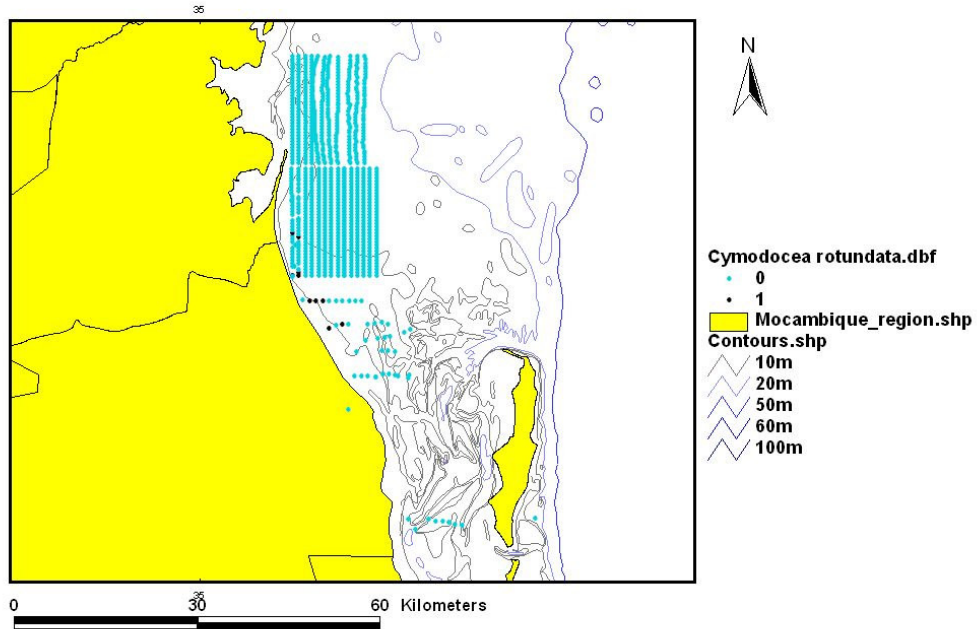 35
N
Cymodocea rotundata.dbf
0
1
Mocambique_region.shp
Contours.shp
10m
20m
50m
60m
100m
35
0 30 60 Kilometers